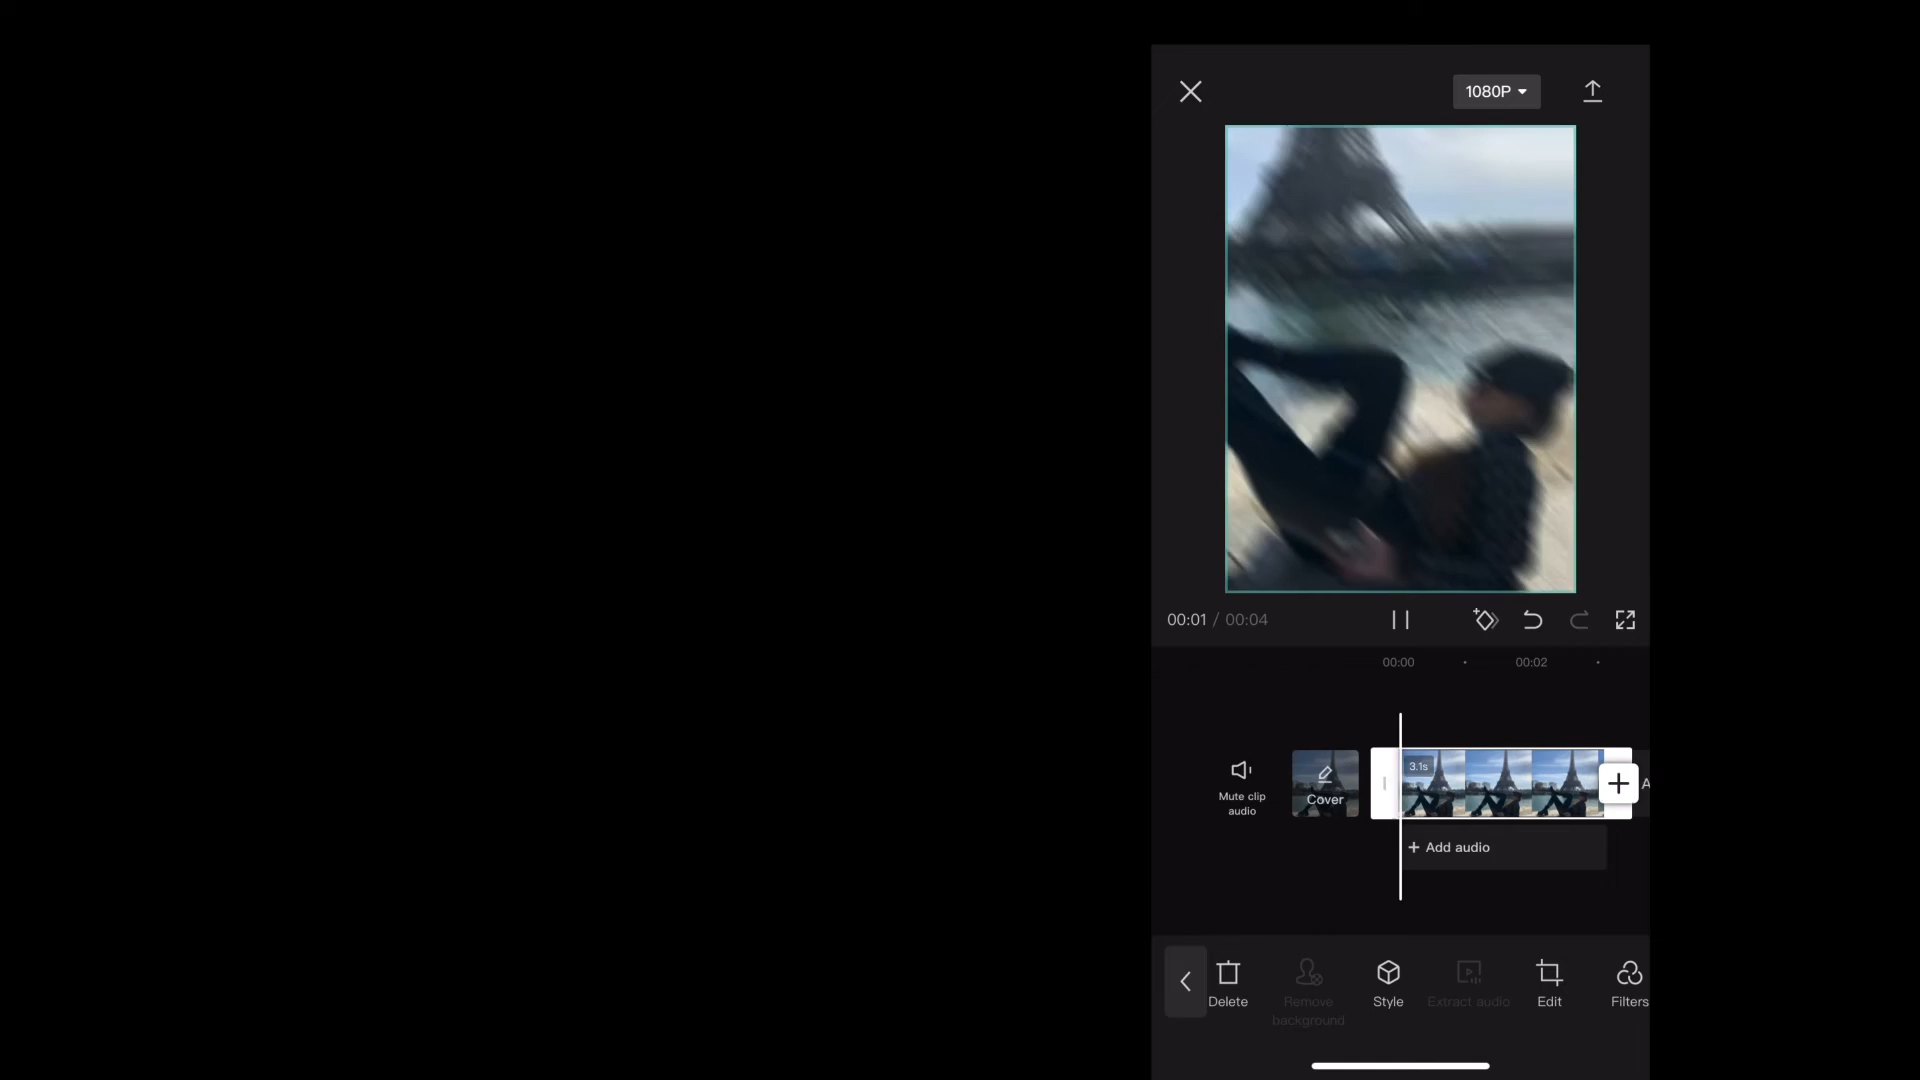 1080P
00:01 / 00:04
00:00
00:02
3.1s
Mute clip
audio
Cover
A
+ Add audio
Delete
Remove
background
Style
Extract audio
Edit
Filters